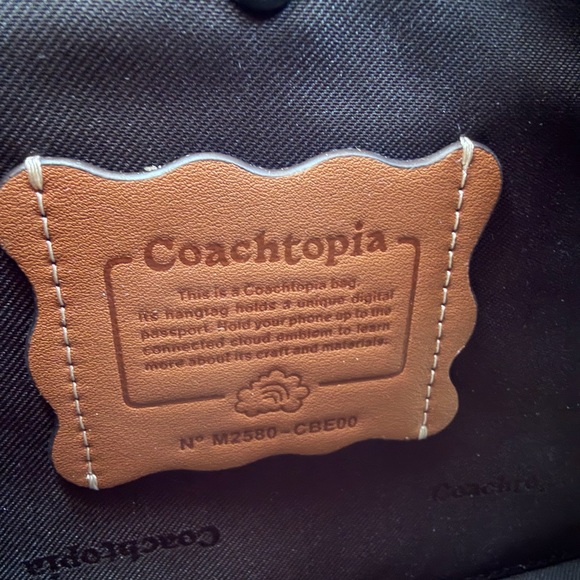 Coachtopia
This is a Coachtopia bag.
Its hangtag holds a unique digital
passport. Hold your phone up to the
connected cloud emblem to learn
more about its craft and materials.
Nº M2580-CBE00
Coachtopia